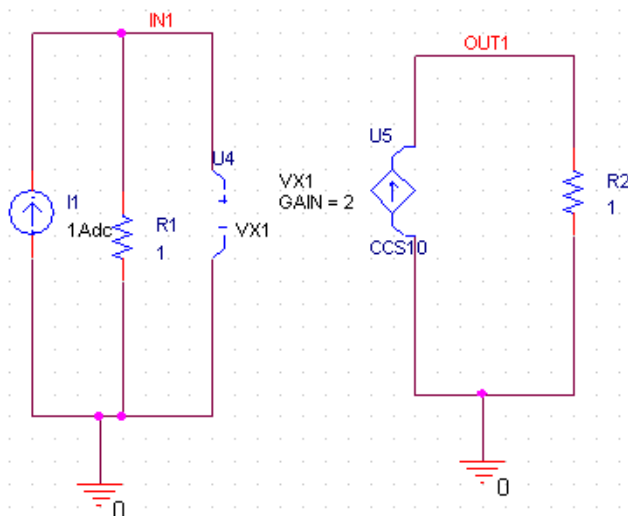 IN1
OUT1
U4
U5
I1
1Adc
R1
1
+
-
VX1
VX1
GAIN = 2
CCS10
R2
1
0
0